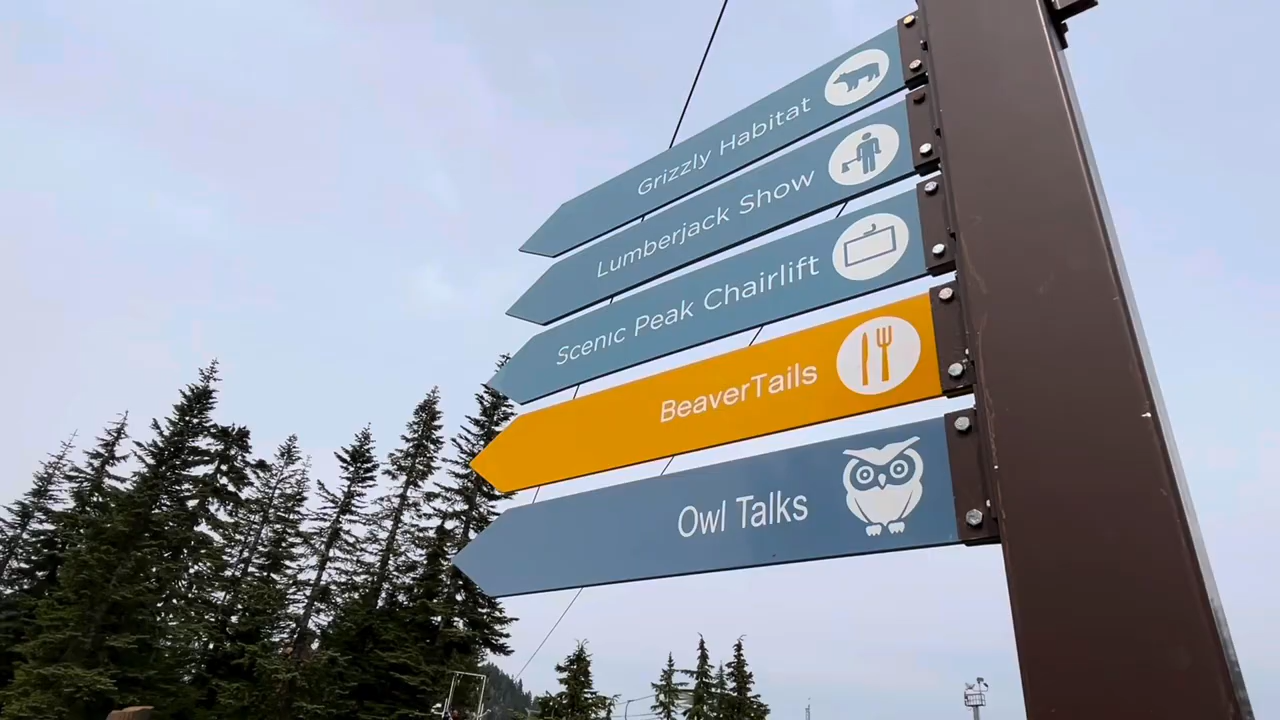 Grizzly Habitat
Lumberjack Show
Scenic Peak Chairlift
BeaverTails
Owl Talks